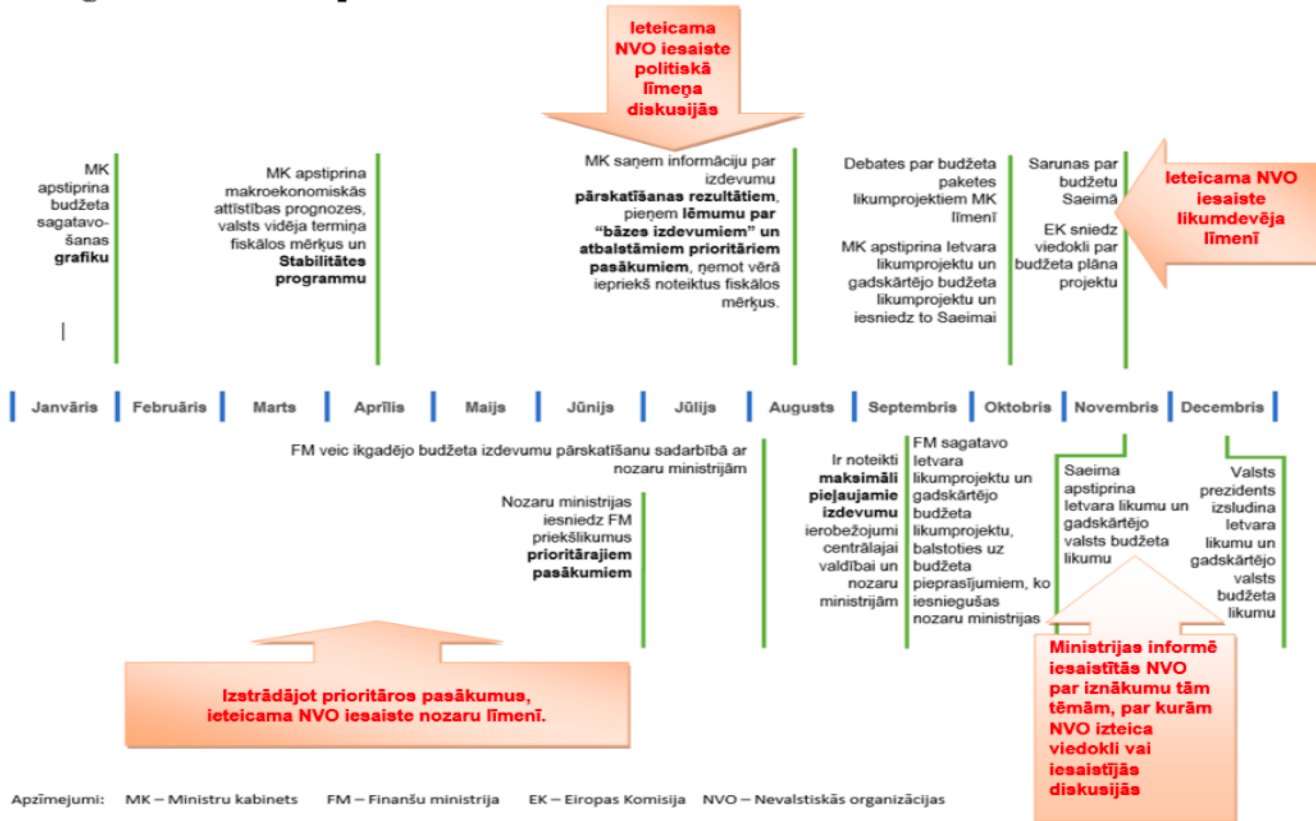 Ieteicama
NVO iesaiste
politiskā
līmeņa
diskusijās
MK
apstiprina
budžeta
sagatavo-
šanas
grafiku
MK apstiprina
makroekonomiskās
attīstības prognozes,
valsts vidēja termiņa
fiskālos mērķus un
Stabilitātes
programmu
MK saņem informāciju par
izdevumu
pārskatīšanas rezultātiem,
pieņem lēmumu par
“bāzes izdevumiem” un
atbalstāmiem prioritāriem
pasākumiem, ņemot vērā
iepriekš noteiktus fiskālos
mērķus.
Debates par budžeta
paketes
likumprojektiem MK
līmenī
MK apstiprina Ietvara
likumprojektu un
gadskārtējo budžeta
likumprojektu un
iesniedz to Saeimai
Sarunas par
budžetu
Saeimā
EK sniedz
viedokli par
budžeta plāna
projektu
Ieteicama NVO
iesaiste
likumdevēja
līmenī
Janvāris Februāris Marts Aprīlis Maijs Jūnijs Jūlijs Augusts Septembris Oktobris Novembris Decembris
FM veic ikgadējo budžeta izdevumu pārskatīšanu sadarbībā ar
nozaru ministrijām
Nozaru ministrijas
iesniedz FM
priekšlikumus
prioritārajiem
pasākumiem
Ir noteikti
maksimāli
pieļaujamie
izdevumu
ierobežojumi
centrālajai
valdībai un
nozaru
ministrijām
FM sagatavo
Ietvara
likumprojektu un
gadskārtējo
budžeta
likumprojektu,
balstoties uz
budžeta
pieprasījumiem, ko
iesniegušas
nozaru ministrijas
Saeima
apstiprina
Ietvara likumu un
gadskārtējo
valsts budžeta
likumu
Valsts
prezidents
izsludina
Ietvara
likumu un
gadskārtējo
valsts
budžeta
likumu
Izstrādājot prioritāros pasākumus,
ieteicama NVO iesaiste nozaru līmenī.
Ministrijas informē
iesaistītās NVO
par iznākumu tām
tēmām, par kurām
NVO izteica
viedokli vai
iesaistījās
diskusijās
Apzīmejumi: MK – Ministru kabinets FM – Finanšu ministrija EK – Eiropas Komisija NVO – Nevalstiskās organizācijas